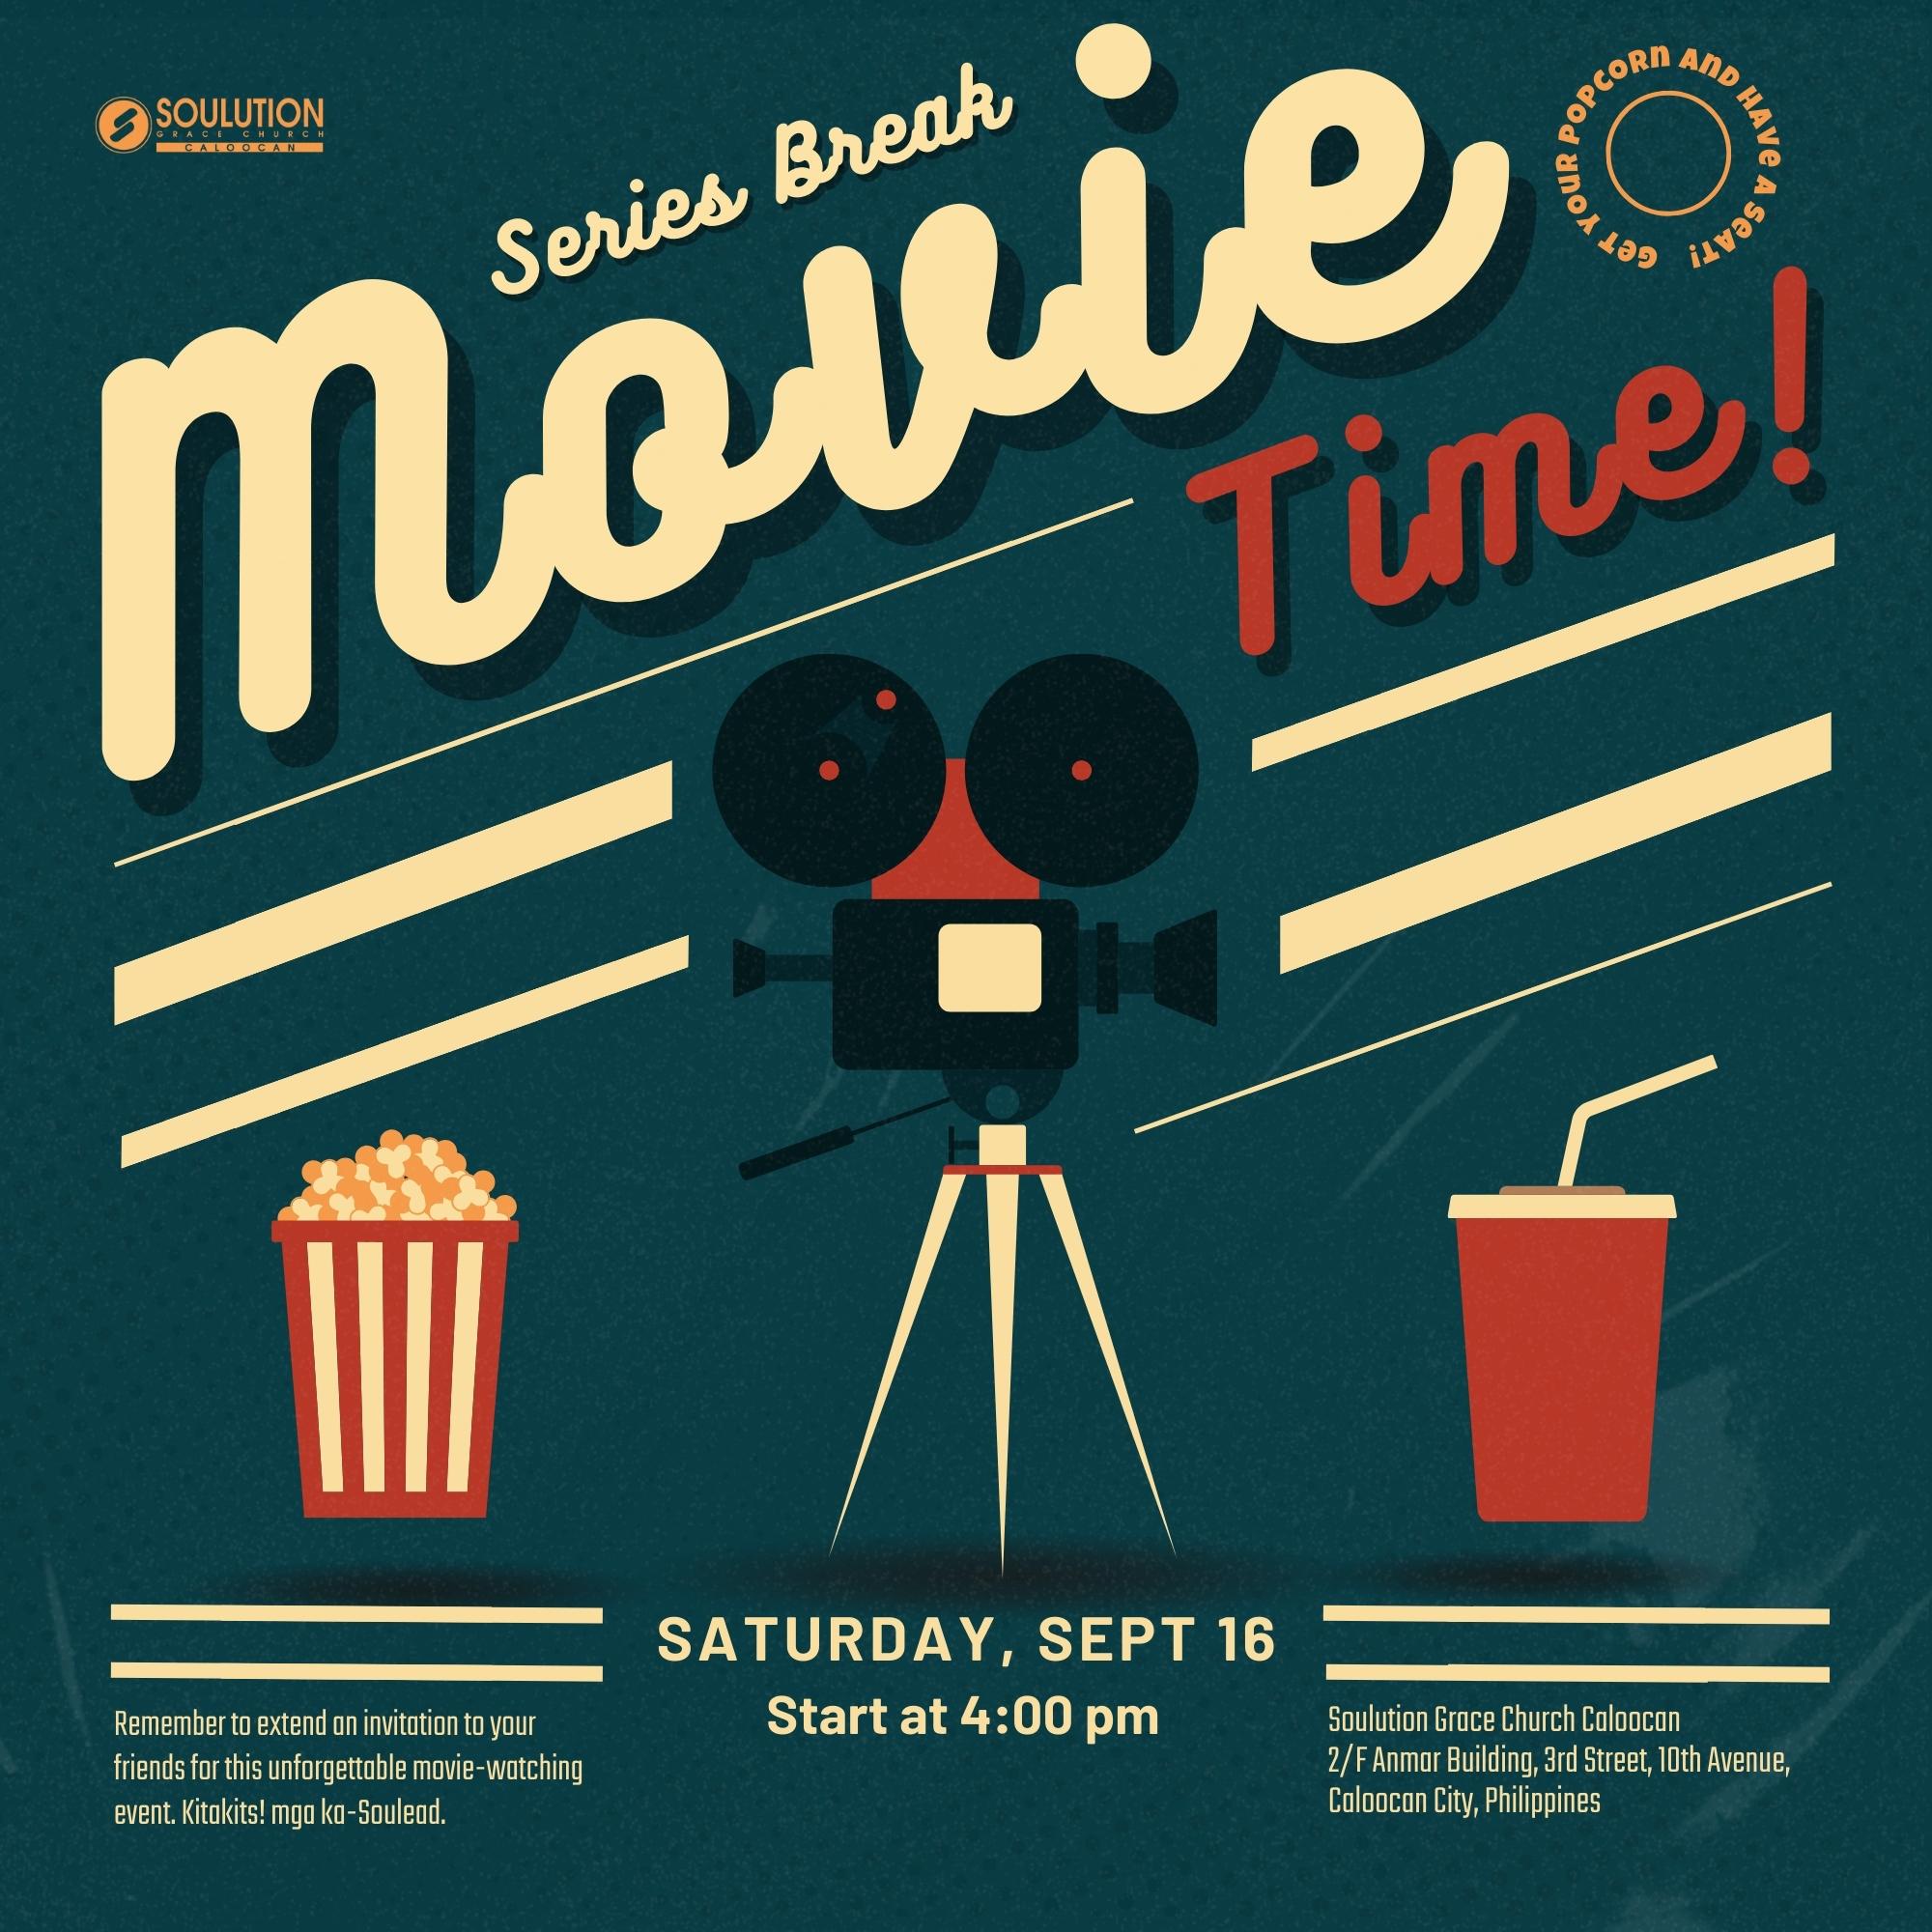 SOULUTION
GRACE CHURCH
CALOOCAN
Series Break
Movie
Time!
GET YOUR POPCORN AND HAVE A SEAT!
SATURDAY, SEPT 16
Start at 4:00 pm
Remember to extend an invitation to your
friends for this unforgettable movie-watching
event. Kitakits! mga ka-Soulead.
Soulution Grace Church Caloocan
2/F Anmar Building, 3rd Street, 10th Avenue,
Caloocan City, Philippines